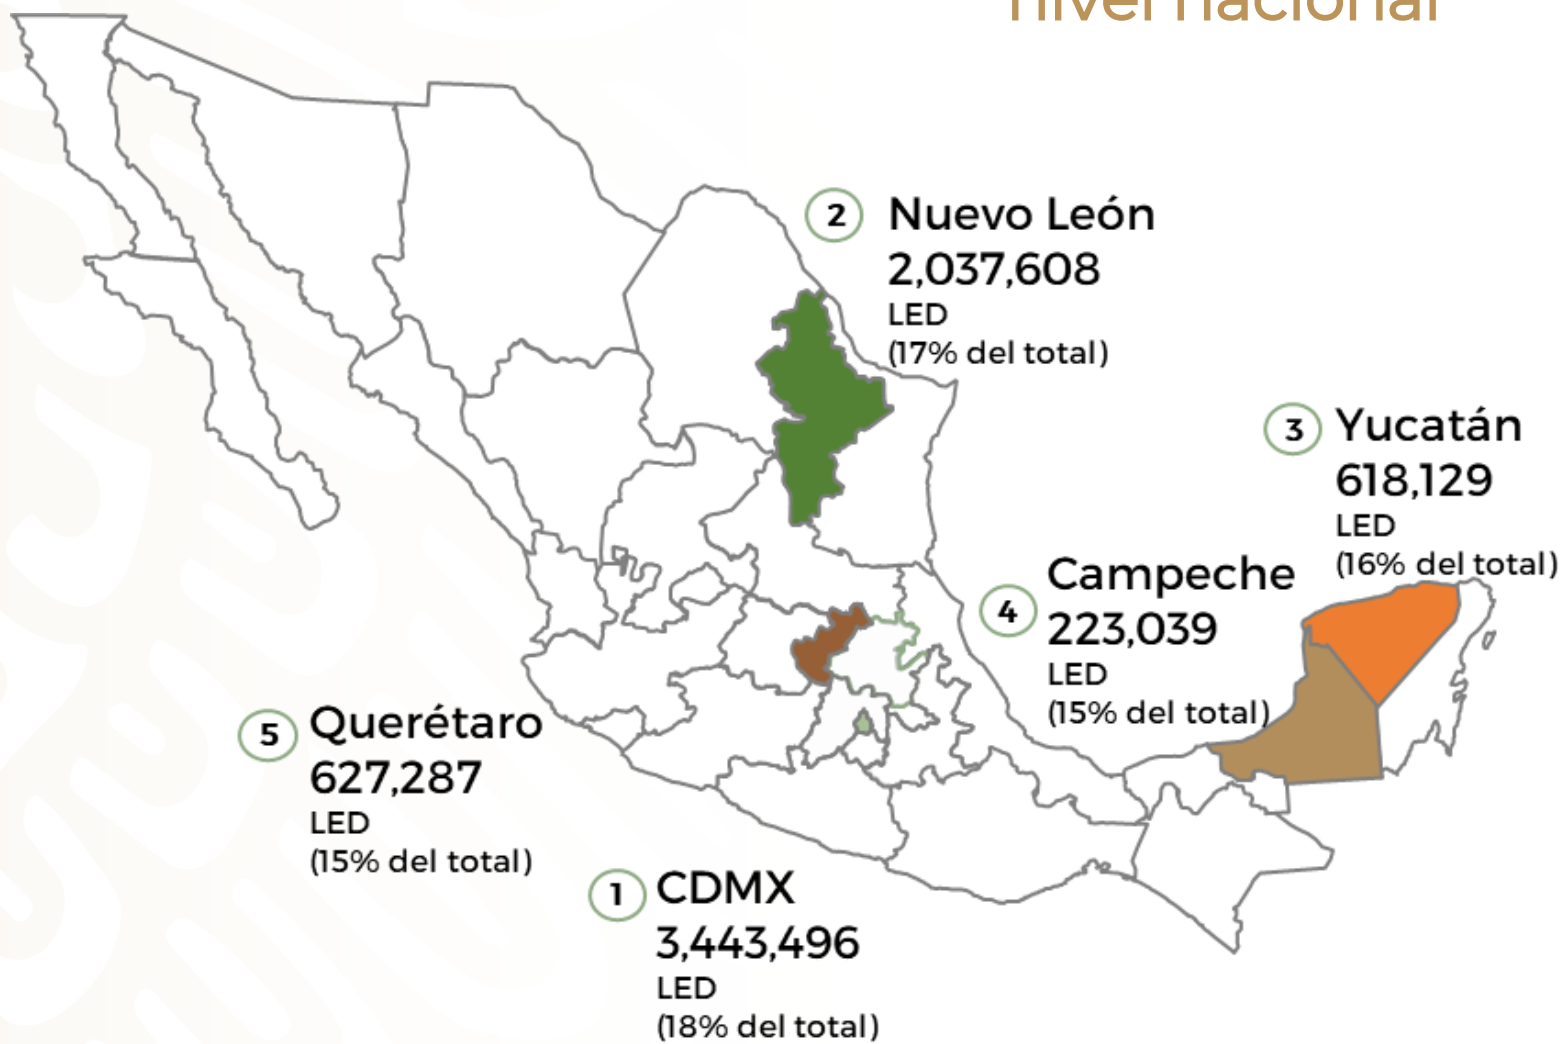 nivel nacional
2
Nuevo León
2,037,608
LED
(17% del total)
3
Yucatán
618,129
LED
(16% del total)
4
Campeche
223,039
LED
(15% del total)
5
Querétaro
627,287
LED
(15% del total)
1
CDMX
3,443,496
LED
(18% del total)